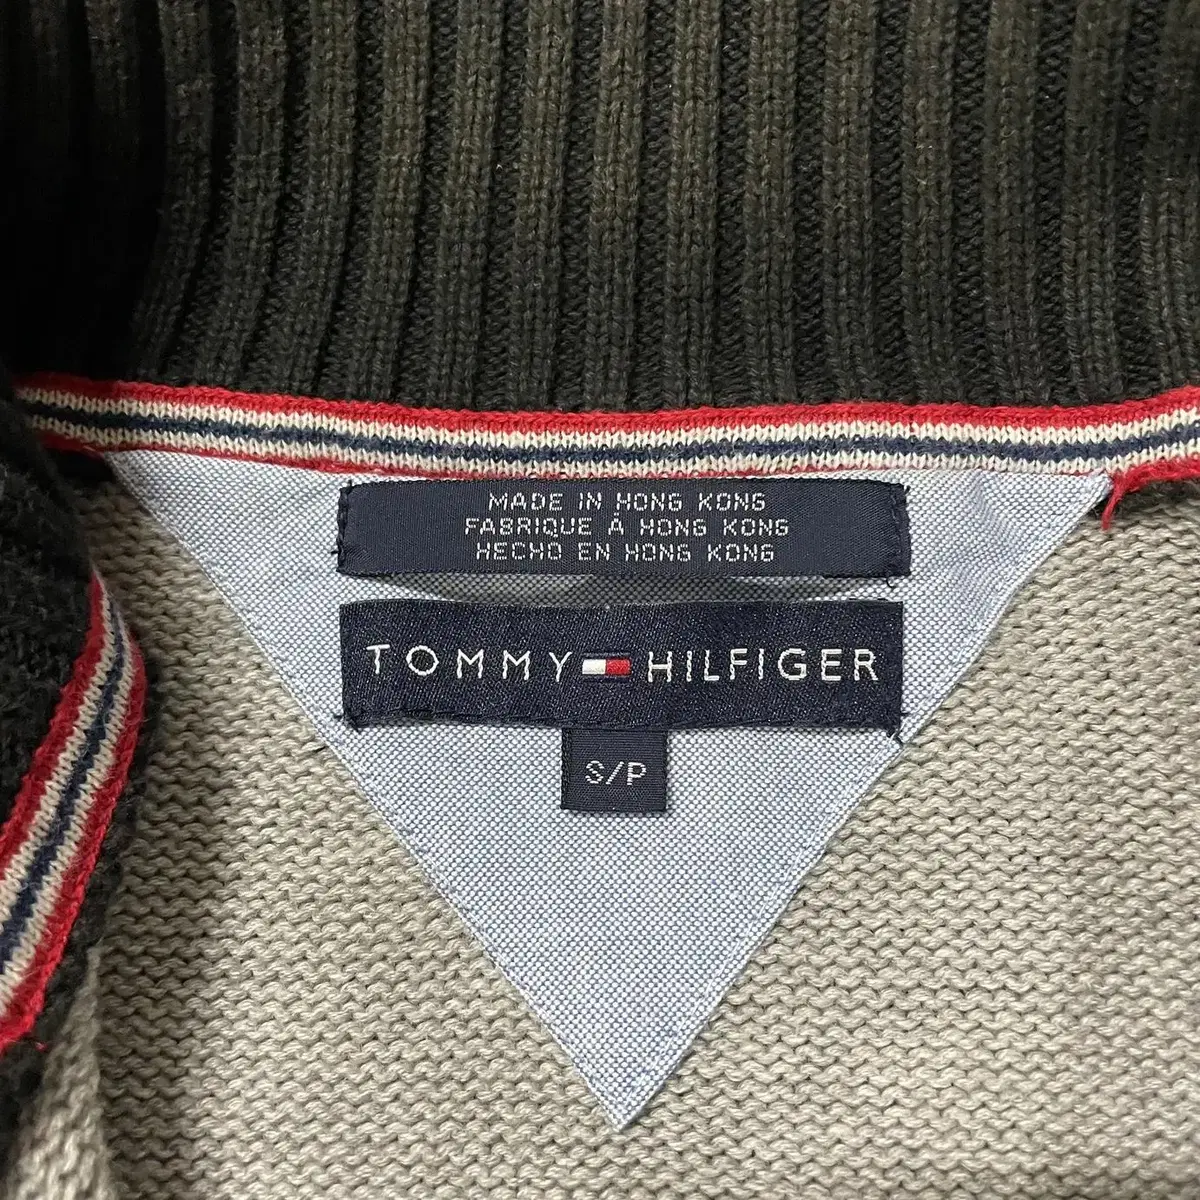 MADE IN HONG KONG
FABRIQUE À HONG KONG
HECHO EN HONG KONG
TOMMY HILFIGER
S/P